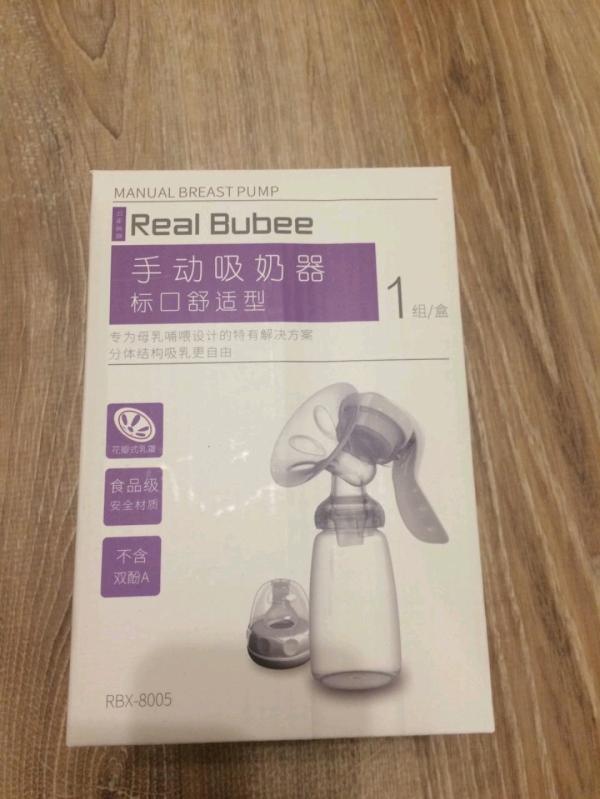 MANUAL BREAST PUMP
Real Bubee
手动吸奶器
标口舒适型
1组/盒
专为母乳哺喂设计的特有解决方案
分体结构吸乳更自由
花瓣式乳罩
食品级
安全材质
不含
双酚A
RBX-8005